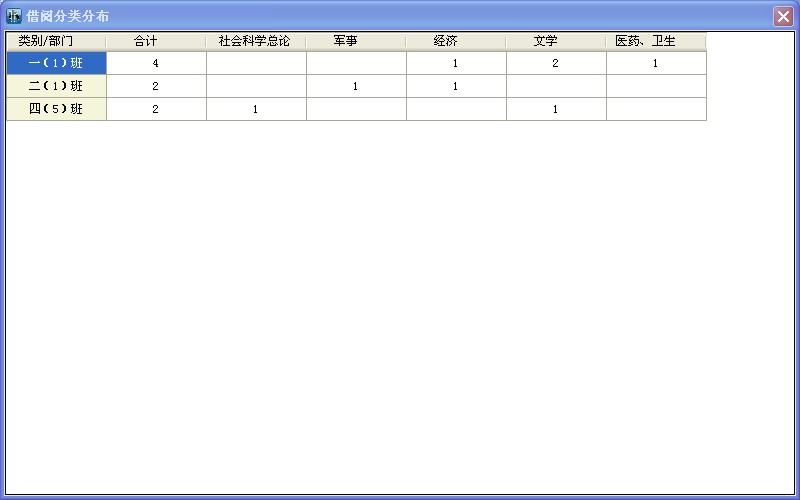 借阅分类分布
类别/部门 合计 社会科学总论 军事 经济 文学 医药、卫生
一(1)班 4 1 2 1
二(1)班 2 1 1
四(5)班 2 1 1